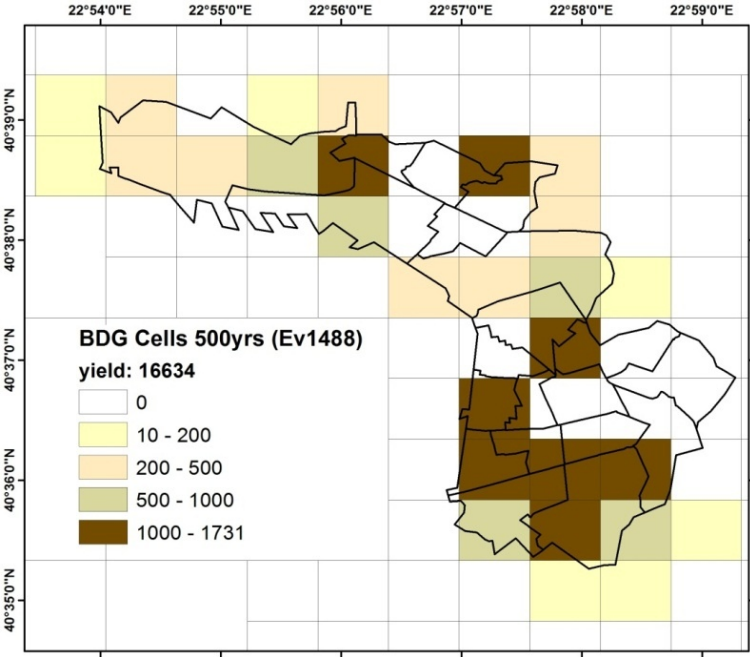 22°54'0"E 22°55'0"E 22°56'0"E 22°57'0"E 22°58'0"E 22°59'0"E
40°39'0"N
40°38'0"N
40°37'0"N
40°36'0"N
40°35'0"N
BDG Cells 500yrs (Ev1488)
yield: 16634
0
10 - 200
200 - 500
500 - 1000
1000 - 1731